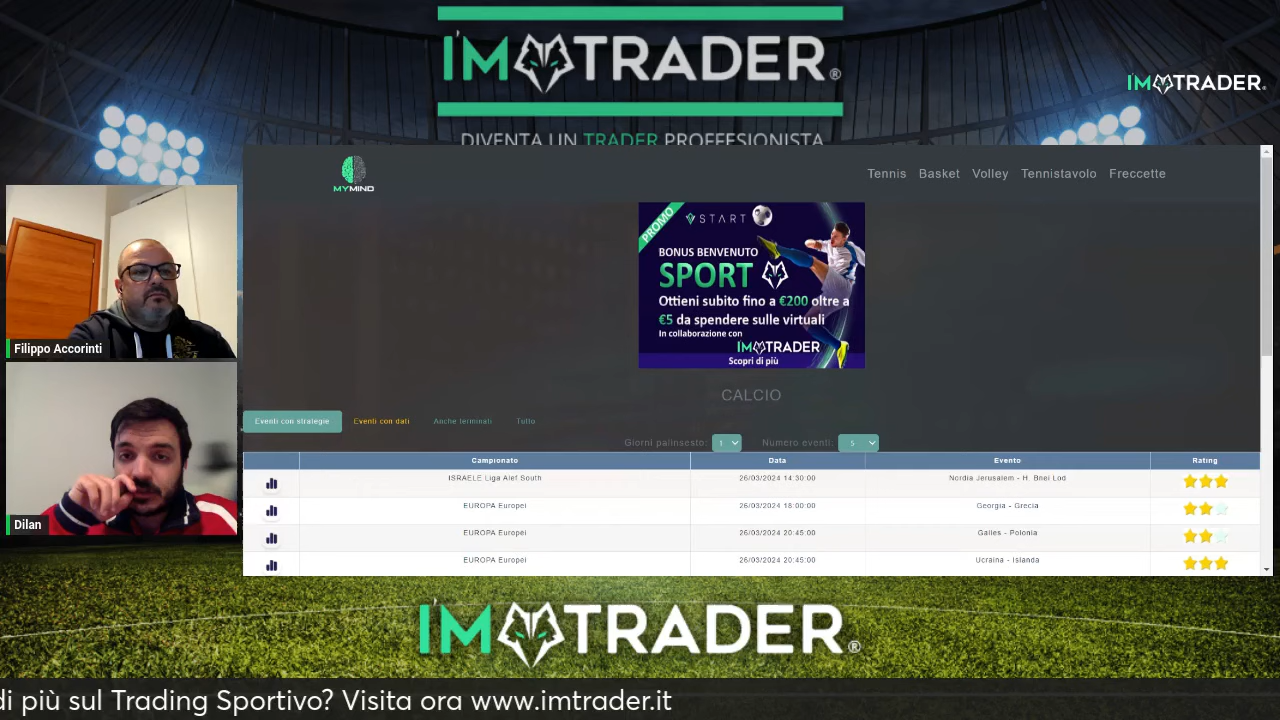 I'M TRADER®
DIVENTA UN TRADER PROFFESIONISTA
I'M TRADER®
MYMIND
Tennis Basket Volley Tennistavolo Freccette
PROMO
START
BONUS BENVENUTO
SPORT
Ottieni subito fino a €200 oltre a
€5 da spendere sulle virtuali
In collaborazione con
I'M TRADER
Scopri di più
CALCIO
Eventi con strategie Eventi con dati Anche terminati Tutto
Giorni palinsesto: 1 Numero eventi: 5
Campionato Data Evento Rating
ISRAELE Liga Alef South 26/03/2024 14:30:00 Nordia Jerusalem - H. Bnei Lod
EUROPA Europei 26/03/2024 18:00:00 Georgia - Grecia
EUROPA Europei 26/03/2024 20:45:00 Galles - Polonia
EUROPA Europei 26/03/2024 20:45:00 Ucraina - Islanda
Filippo Accorinti
Dilan
I'M TRADER®
di più sul Trading Sportivo? Visita ora www.imtrader.it